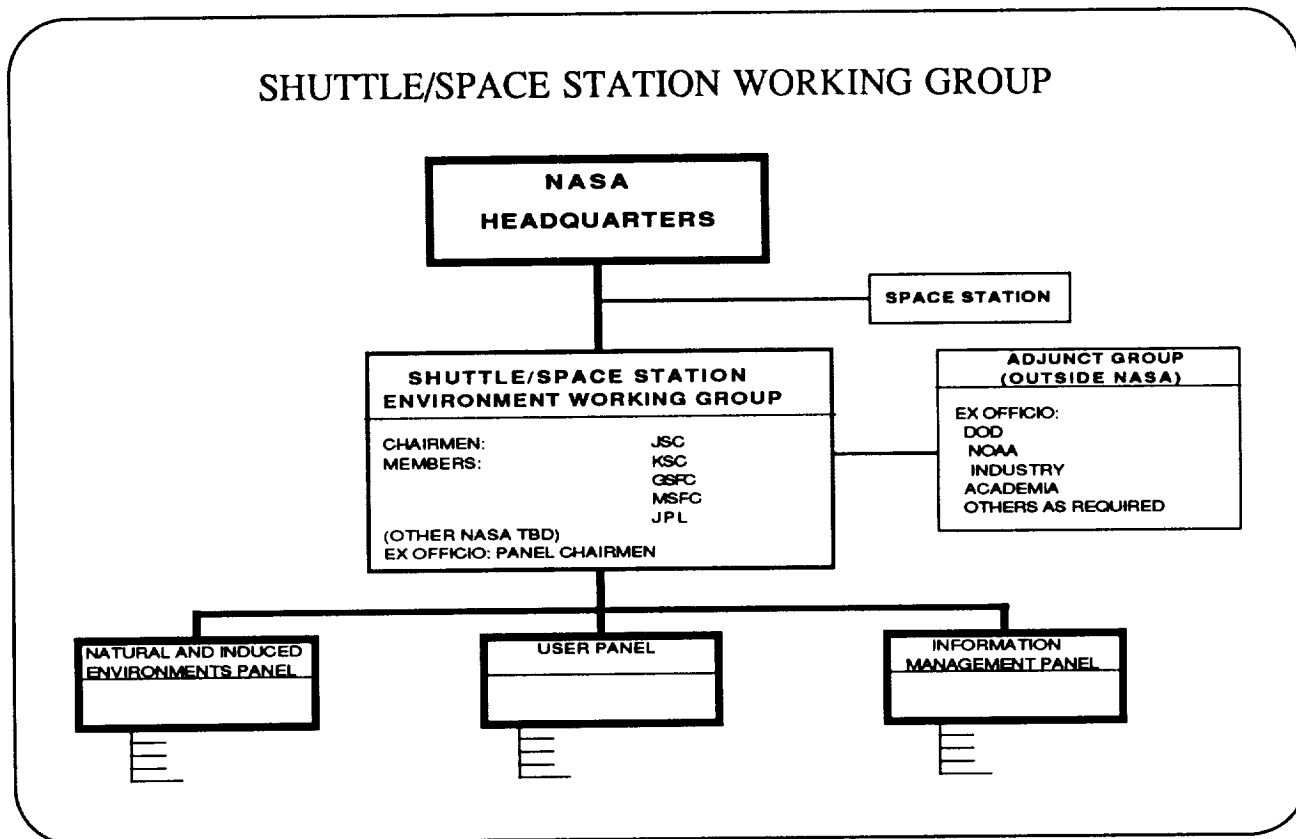 SHUTTLE/SPACE STATION WORKING GROUP
NASA
HEADQUARTERS
SPACE STATION
SHUTTLE/SPACE STATION
ENVIRONMENT WORKING GROUP
CHAIRMEN: JSC
MEMBERS: KSC
GSFC
MSFC
JPL
(OTHER NASA TBD)
EX OFFICIO: PANEL CHAIRMEN
ADJUNCT GROUP
(OUTSIDE NASA)
EX OFFICIO:
DOD
NOAA
INDUSTRY
ACADEMIA
OTHERS AS REQUIRED
NATURAL AND INDUCED
ENVIRONMENTS PANEL
USER PANEL
INFORMATION
MANAGEMENT PANEL